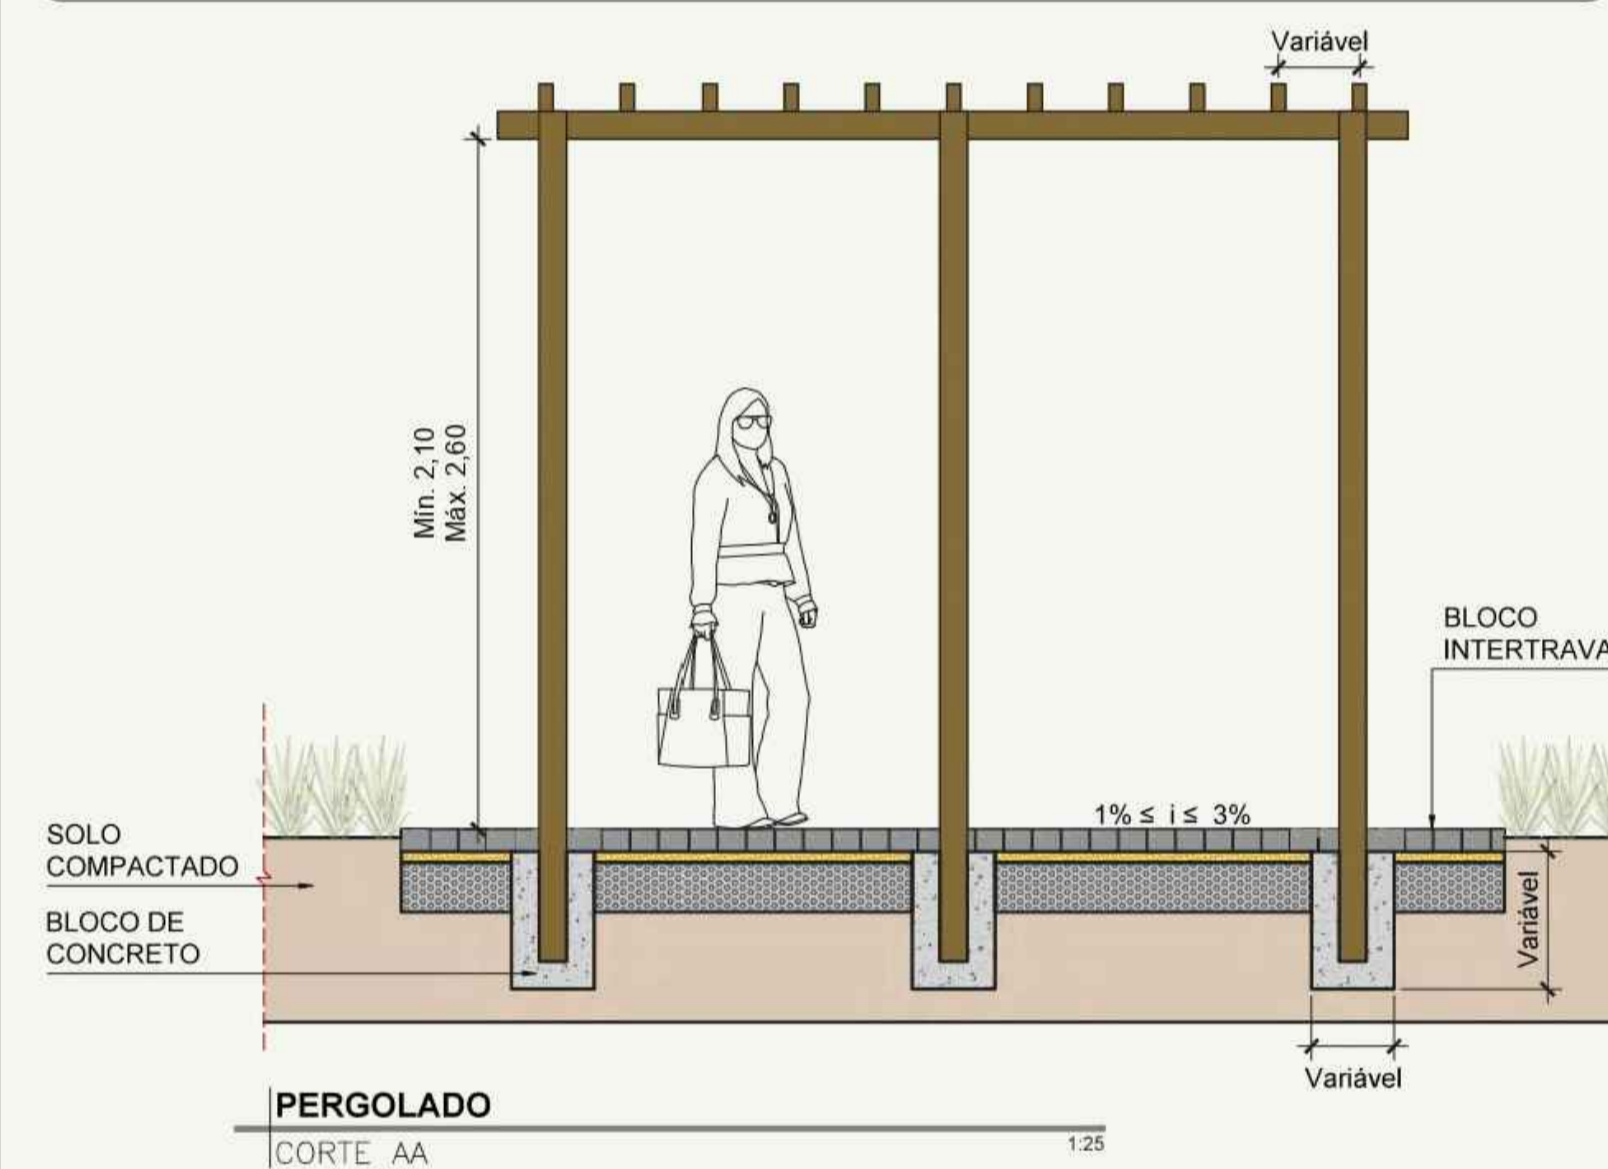 Variável
Mín. 2,10
Máx. 2,60
BLOCO
INTERTRAVA
1% ≤ i ≤ 3%
SOLO
COMPACTADO
BLOCO DE
CONCRETO
Variável
Variável
PERGOLADO
CORTE AA
1:25